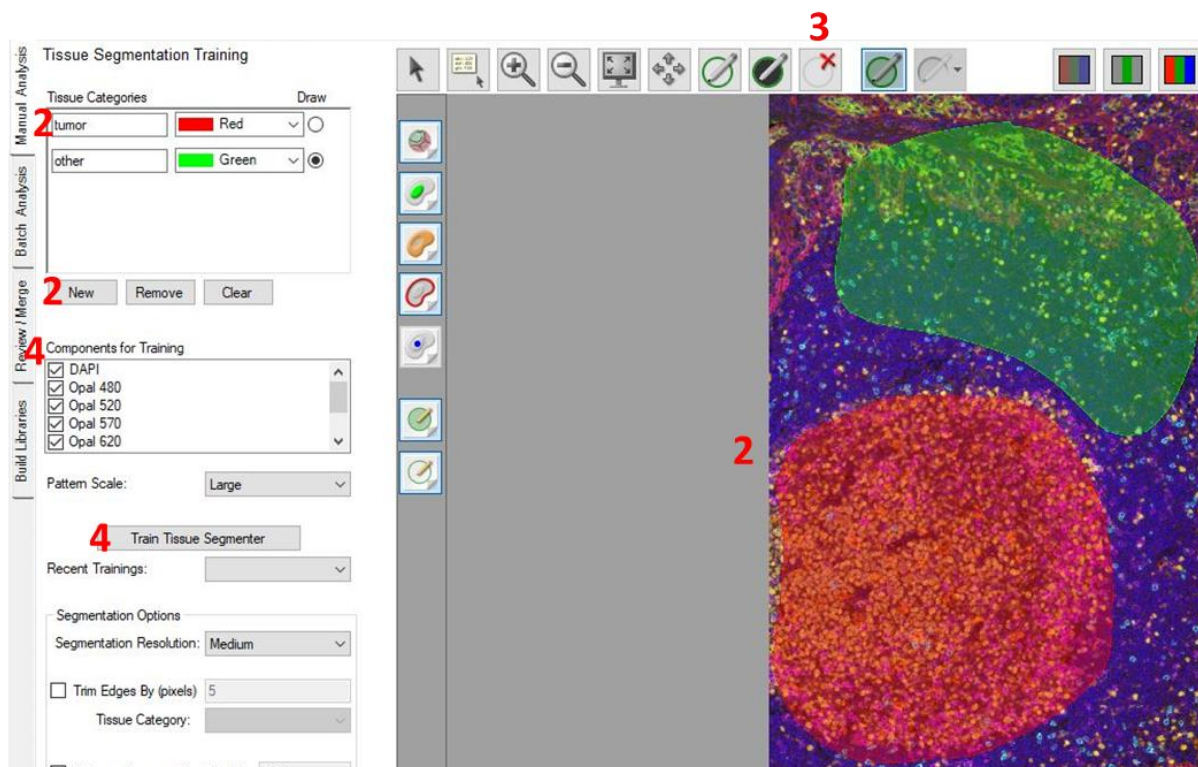 3
Tissue Segmentation Training
Manual Analysis
Batch Analysis
Review / Merge
Build Libraries
Tissue Categories
Draw
2
tumor
Red
other
Green
2
New
Remove
Clear
4
Components for Training
DAPI
Opal 480
Opal 520
Opal 570
Opal 620
2
Pattern Scale:
Large
4
Train Tissue Segmenter
Recent Trainings:
Segmentation Options
Segmentation Resolution:
Medium
Trim Edges By (pixels)
5
Tissue Category: